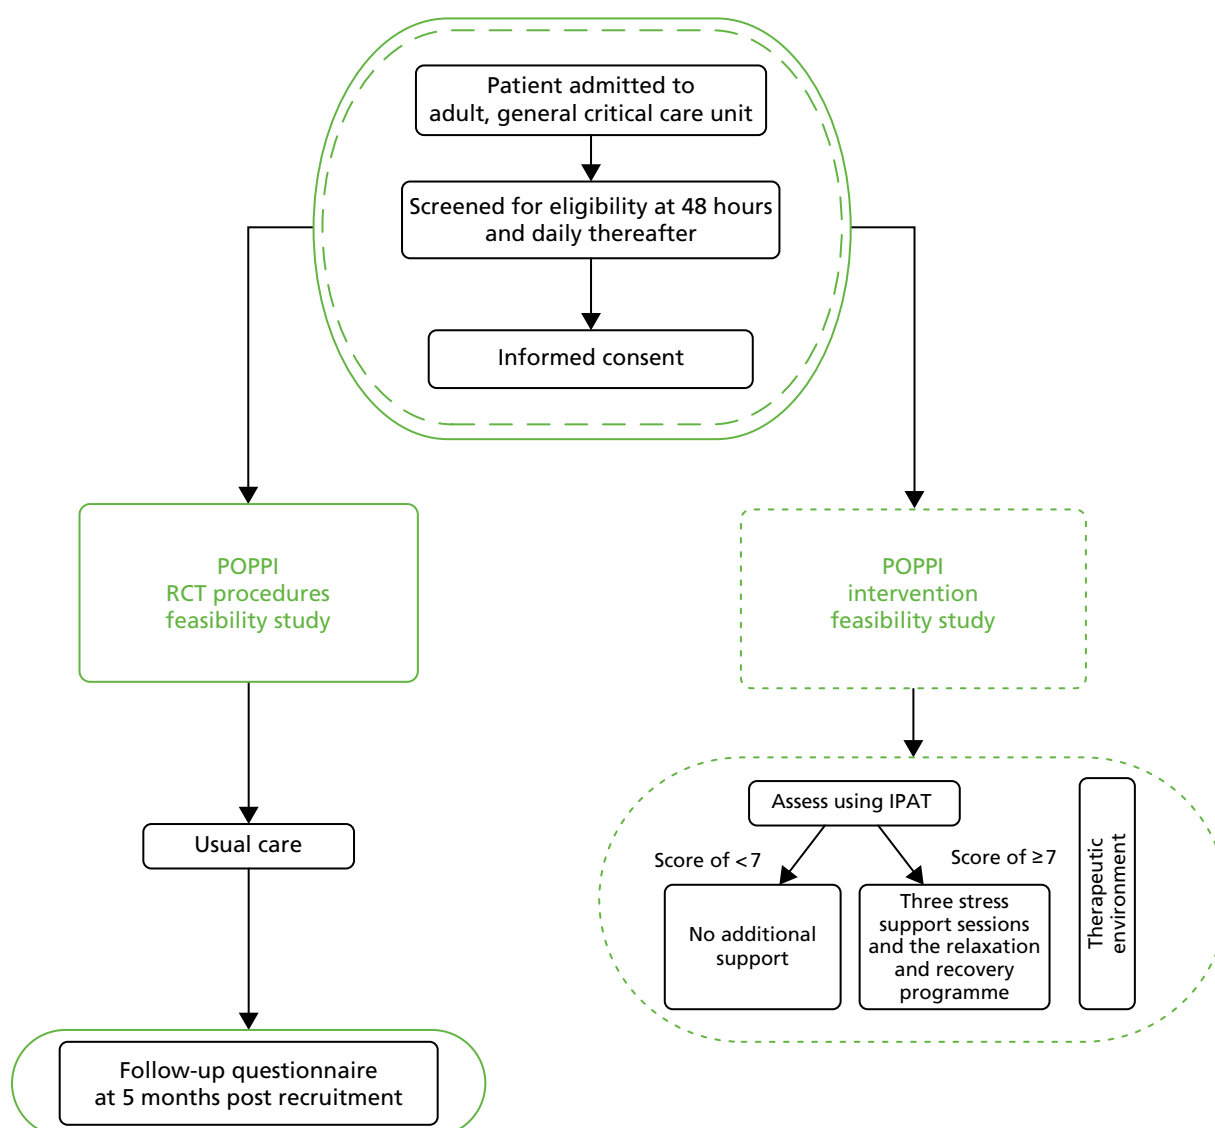 Patient admitted to
adult, general critical care unit
Screened for eligibility at 48 hours
and daily thereafter
Informed consent
POPPI
RCT procedures
feasibility study
POPPI
intervention
feasibility study
Usual care
Follow-up questionnaire
at 5 months post recruitment
Assess using IPAT
Score of <7
Score of ≥7
No additional
support
Three stress
support sessions
and the relaxation
and recovery
programme
Therapeutic
environment